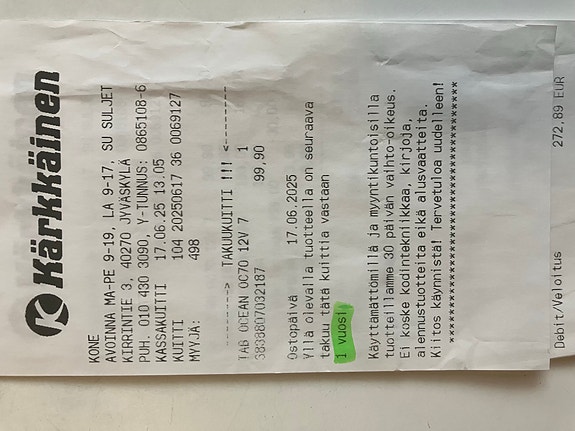 Kärkkäinen
KONE
AVOINNA MA-PE 9-19, LA 9-17, SU SULJET
KIRRINTIE 3, 40270 JYVÄSKYLÄ
PUH. 010 430 3090, Y-TUNNUS: 0865108-6
KASSAKUITTI 17.06.25 13.05
KUITTI 104 20250617 36 0069127
MYYJÄ: 498
--------> TAKUUKUITTI !!! <--------
TAB OCEAN OC70 12V 7 1
3838807032187 99,90
Ostopäivä 17.06.2025
Yllä olevalla tuotteella on seuraava
takuu tätä kuittia vastaan
1 vuosi
Käyttämättömillä ja myyntikuntoisilla
tuotteillamme 30 päivän vaihto-oikeus.
Ei koske kodintekniikkaa, kirjoja,
alennustuotteita eikä alusvaatteita.
Kiitos käynnistä! Tervetuloa uudelleen!
**************************************
Debit/Veloitus 272,89 EUR